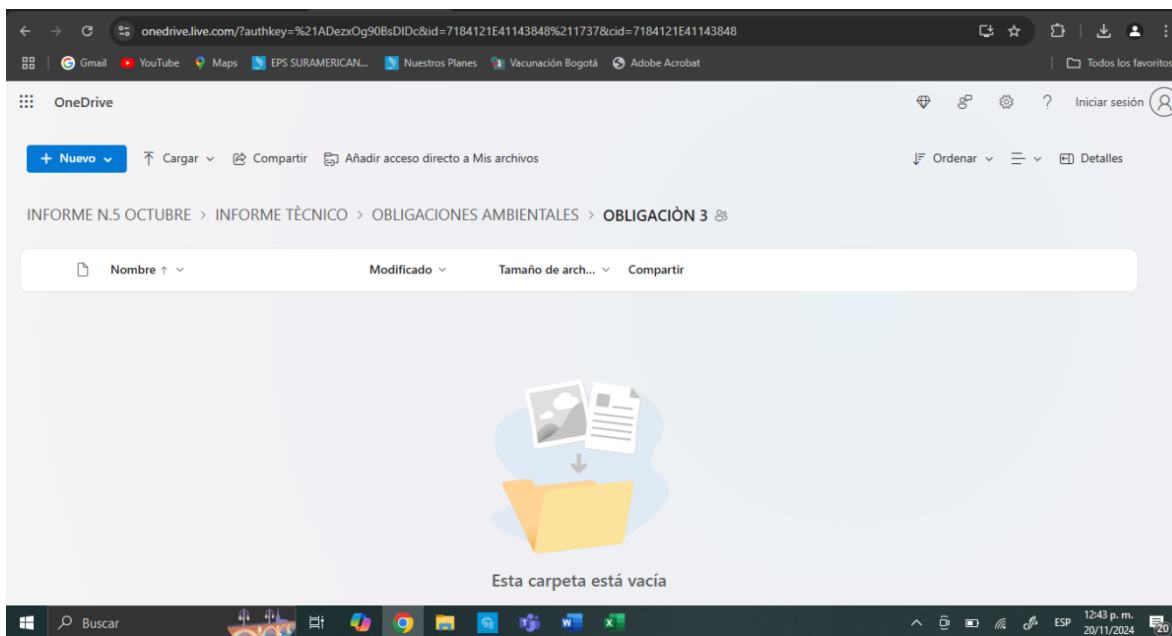 onedrive.live.com/?authkey=%21ADezxOg90BsDIDc&id=7184121E41143848%211737&cid=7184121E41143848
Gmail YouTube Maps EPS SURAMERICAN... Nuestros Planes Vacunación Bogotá Adobe Acrobat Todos los favoritos
OneDrive Iniciar sesión
+ Nuevo Cargar Compartir Añadir acceso directo a Mis archivos Ordenar Detalles
INFORME N.5 OCTUBRE > INFORME TÈCNICO > OBLIGACIONES AMBIENTALES > OBLIGACIÒN 3
Nombre Modificado Tamaño de arch... Compartir
Esta carpeta está vacía
Buscar ESP 12:43 p. m.
20/11/2024 20